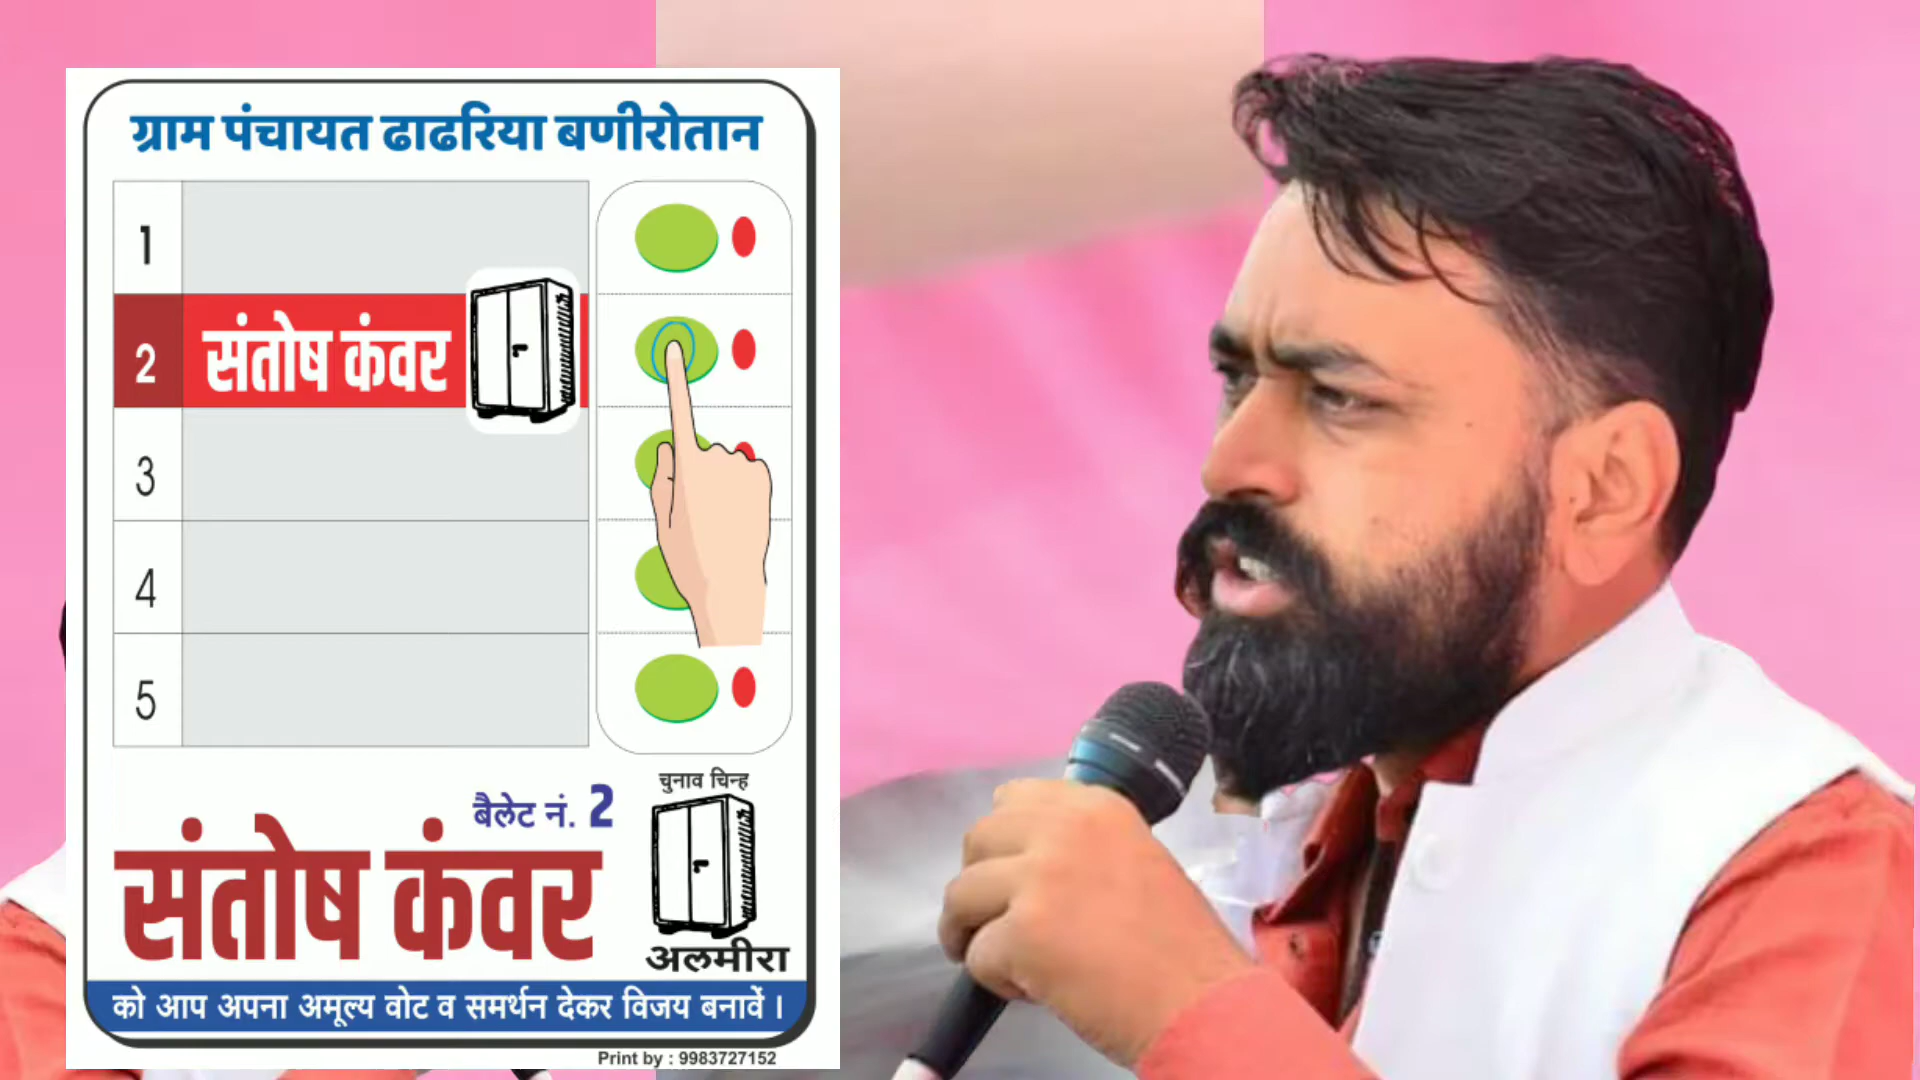 ग्राम पंचायत ढाढरिया बणीरोतान
1
2 संतोष कंवर
3
4
5
बैलेट नं. 2
चुनाव चिन्ह
संतोष कंवर
अलमीरा
को आप अपना अमूल्य वोट व समर्थन देकर विजय बनावें ।
Print by : 9983727152